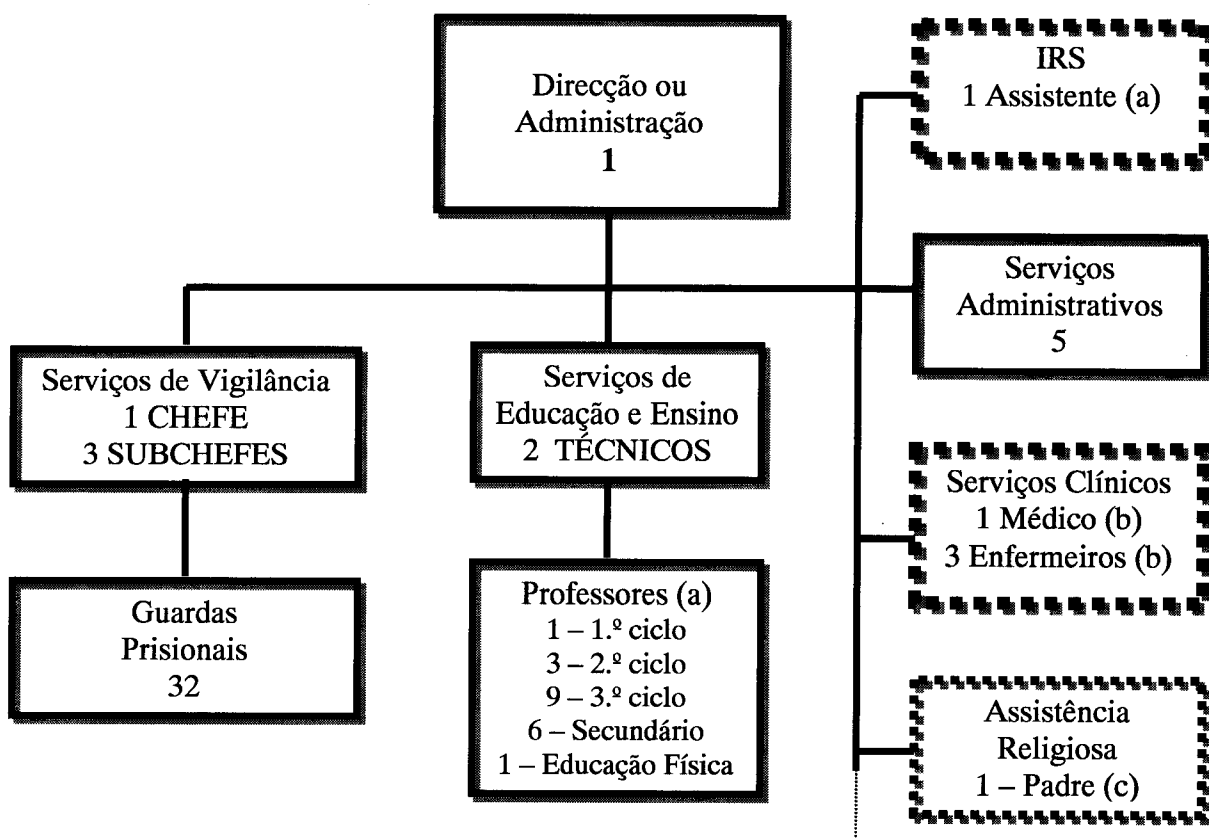 Direcção ou
Administração
1
IRS
1 Assistente (a)
Serviços
Administrativos
5
Serviços de Vigilância
1 CHEFE
3 SUBCHEFES
Serviços de
Educação e Ensino
2 TÉCNICOS
Serviços Clínicos
1 Médico (b)
3 Enfermeiros (b)
Guardas
Prisionais
32
Professores (a)
1 – 1.º ciclo
3 – 2.º ciclo
9 – 3.º ciclo
6 – Secundário
1 – Educação Física
Assistência
Religiosa
1 – Padre (c)